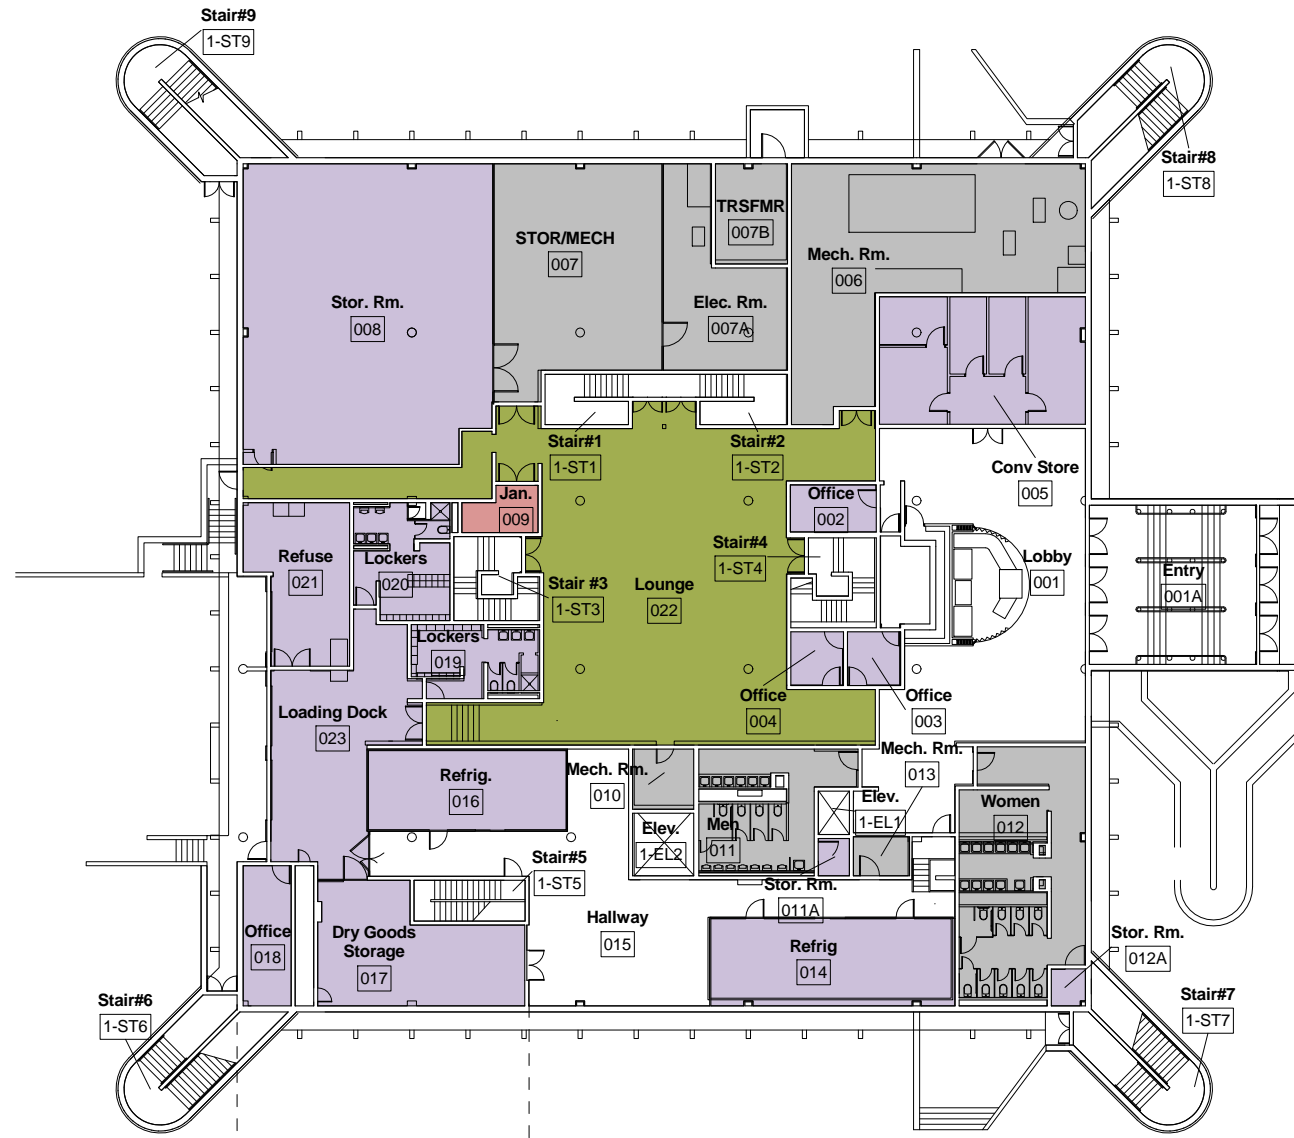 Stair#9
1-ST9
Stair#8
1-ST8
TRSFMR
007B
STOR/MECH
007
Mech. Rm.
006
Stor. Rm.
008
Elec. Rm.
007A
Stair#1
1-ST1
Stair#2
1-ST2
Conv Store
005
Jan.
009
Office
002
Refuse
021
Lockers
020
Stair #3
1-ST3
Stair#4
1-ST4
Lounge
022
Lobby
001
Entry
001A
Lockers
019
Loading Dock
023
Office
004
Office
003
Refrig.
016
Mech. Rm.
010
Mech. Rm.
013
Elev.
1-EL2
Men
011
Elev.
1-EL1
Women
012
Stair#5
1-ST5
Stor. Rm.
011A
Hallway
015
Office
018
Dry Goods
Storage
017
Refrig
014
Stor. Rm.
012A
Stair#6
1-ST6
Stair#7
1-ST7